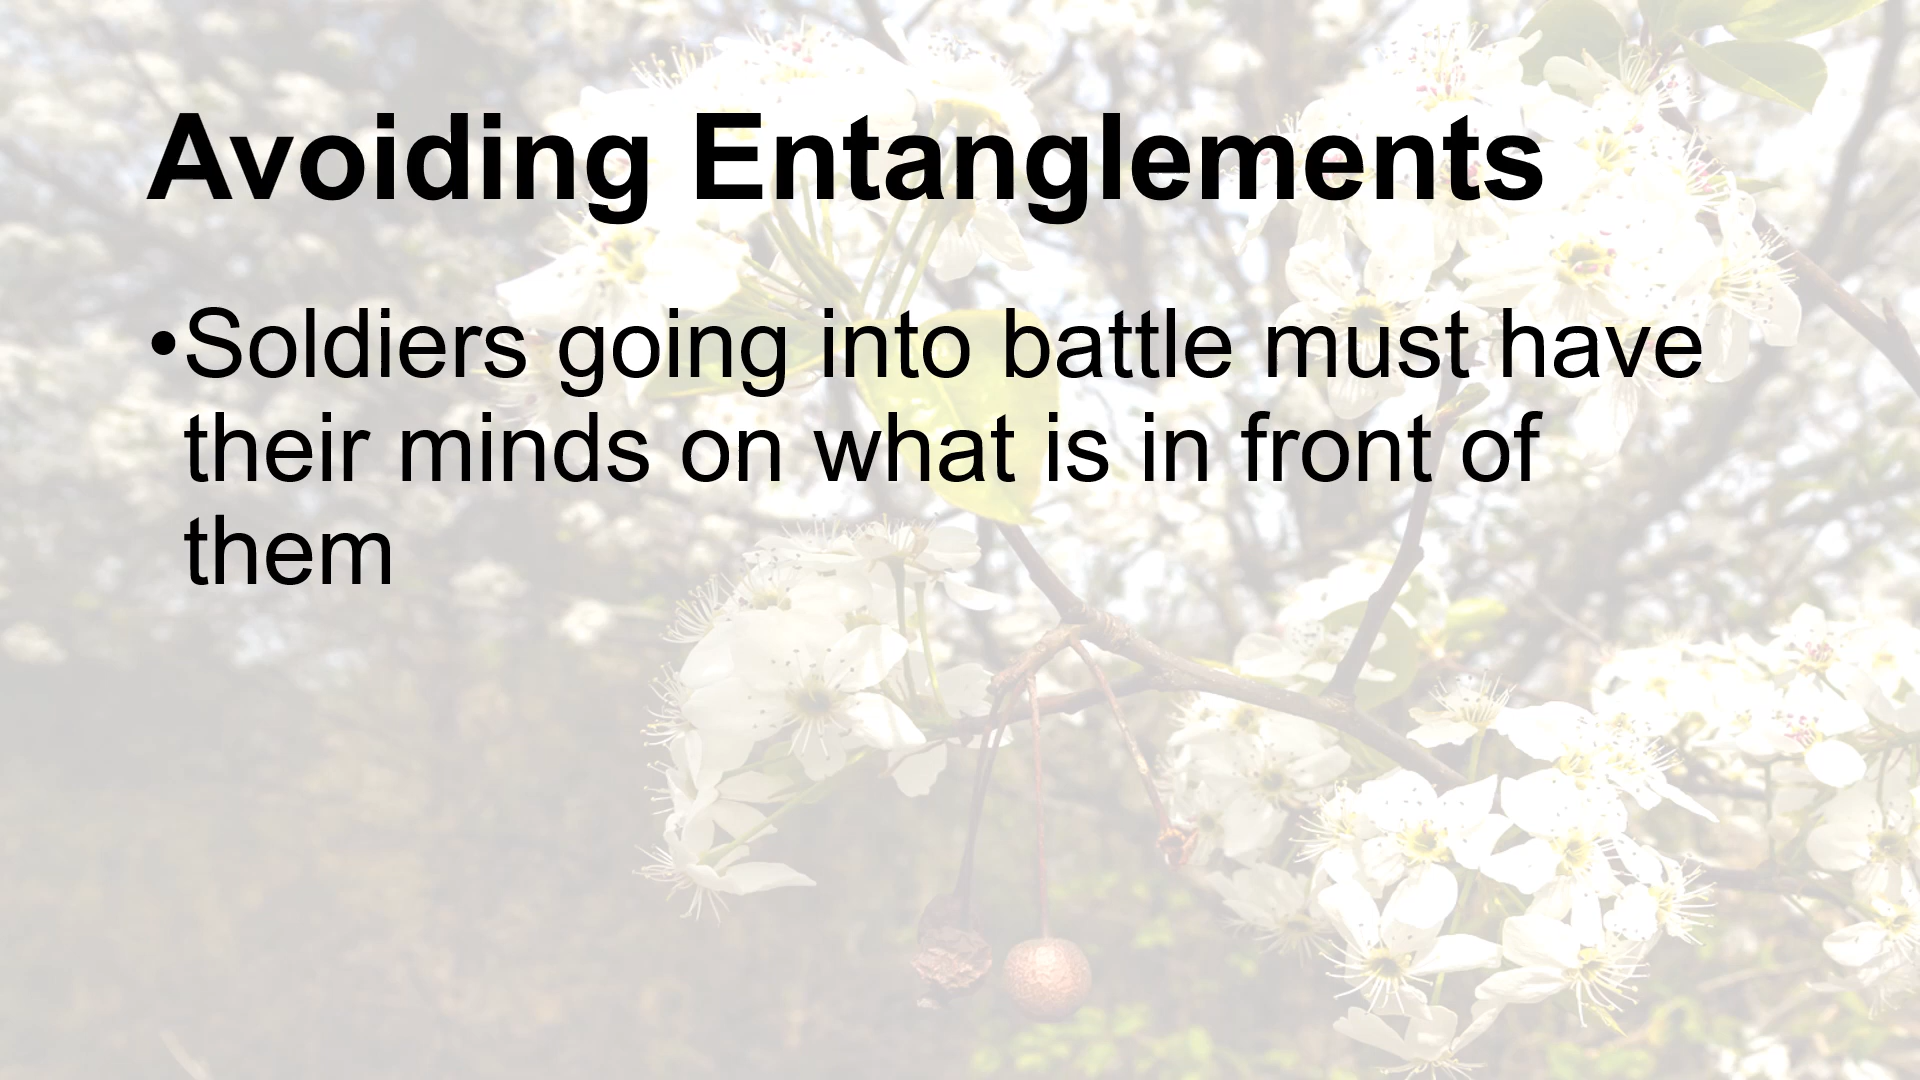 Avoiding Entanglements
•Soldiers going into battle must have
their minds on what is in front of
them